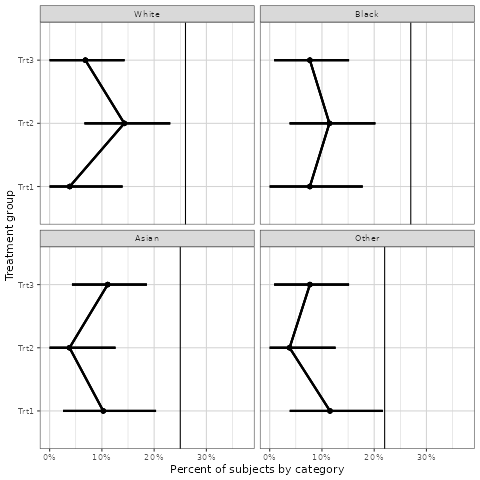 White
Black
Trt3
Trt2
Trt1
Asian
Other
Trt3
Trt2
Trt1
Treatment group
0%
10%
20%
30%
0%
10%
20%
30%
Percent of subjects by category